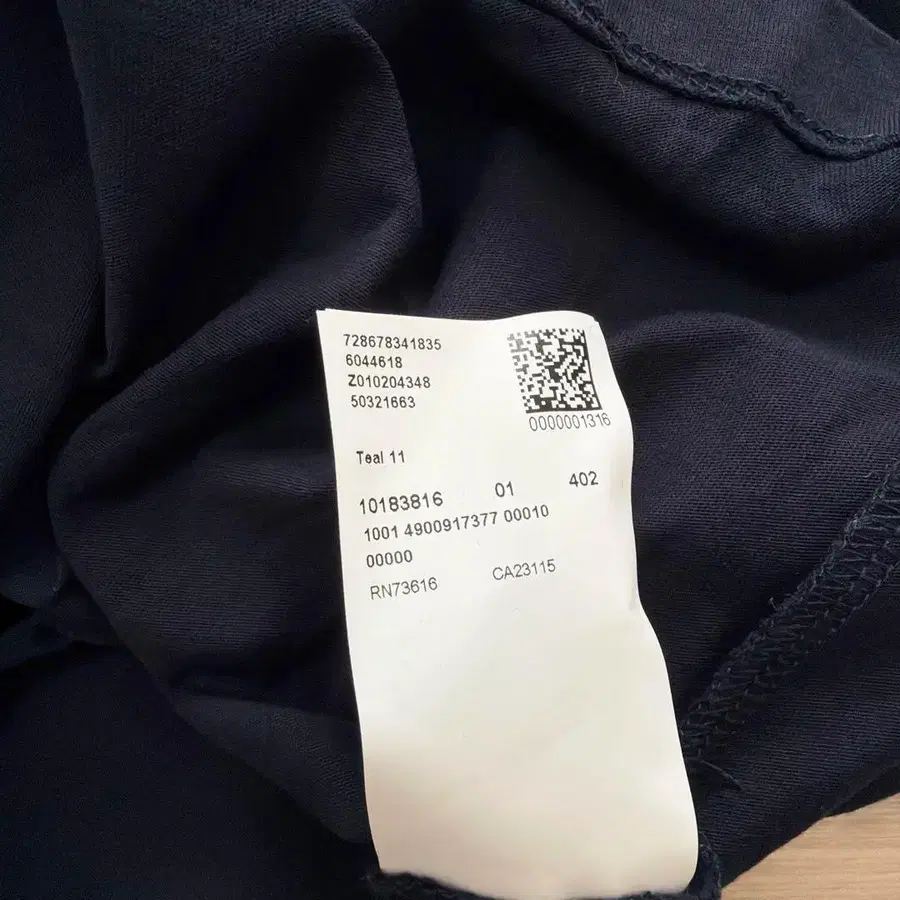 728678341835
6044618
Z010204348
50321663
0000001316
Teal 11
10183816 01 402
1001 4900917377 00010
00000
RN73616 CA23115